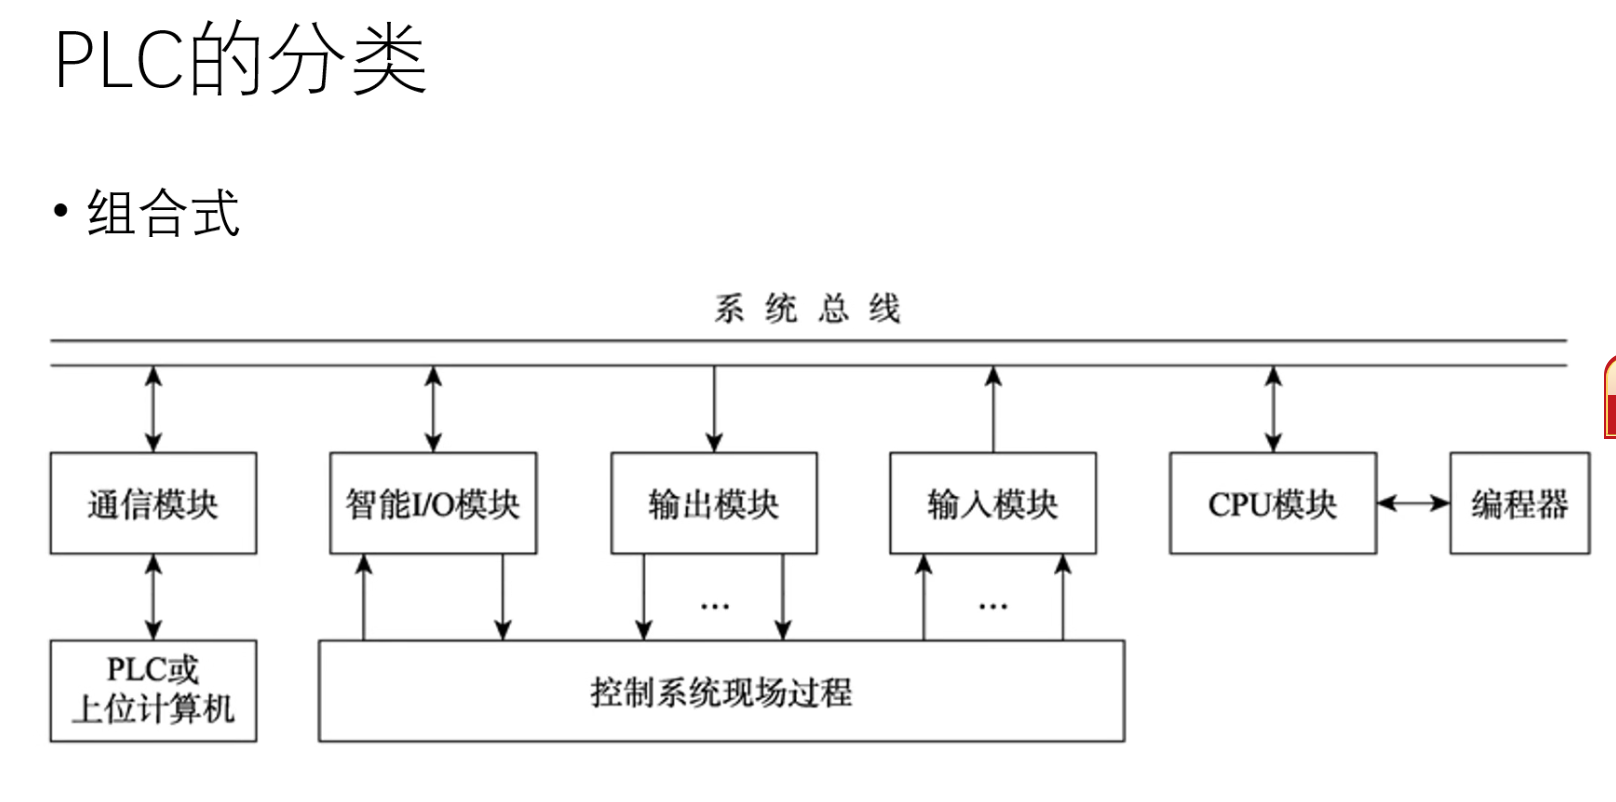 PLC的分类
• 组合式
系统总线
通信模块
智能I/O模块
输出模块
输入模块
CPU模块
编程器
...
...
PLC或
上位计算机
控制系统现场过程